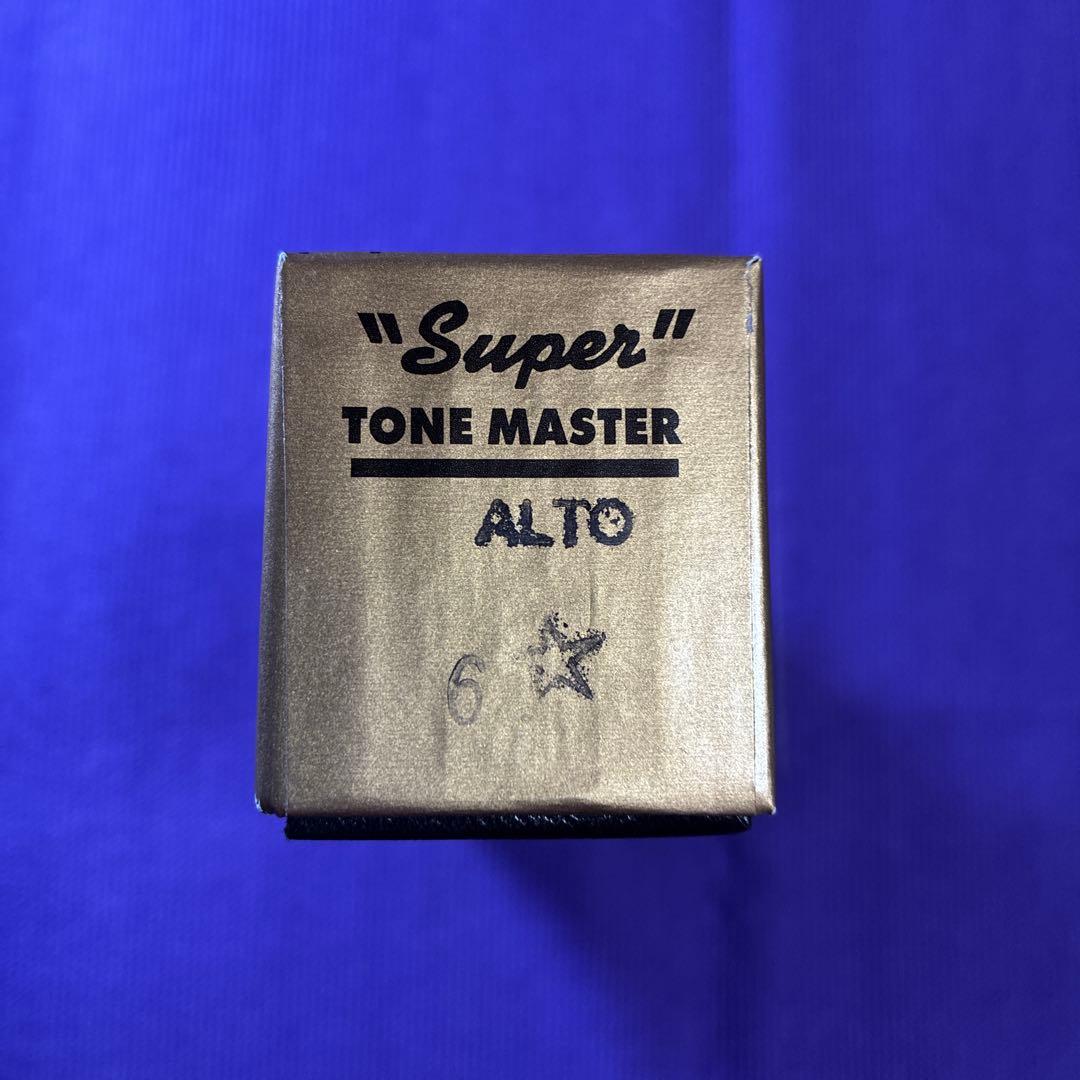 "Super"
TONE MASTER
ALTO
6 ☆